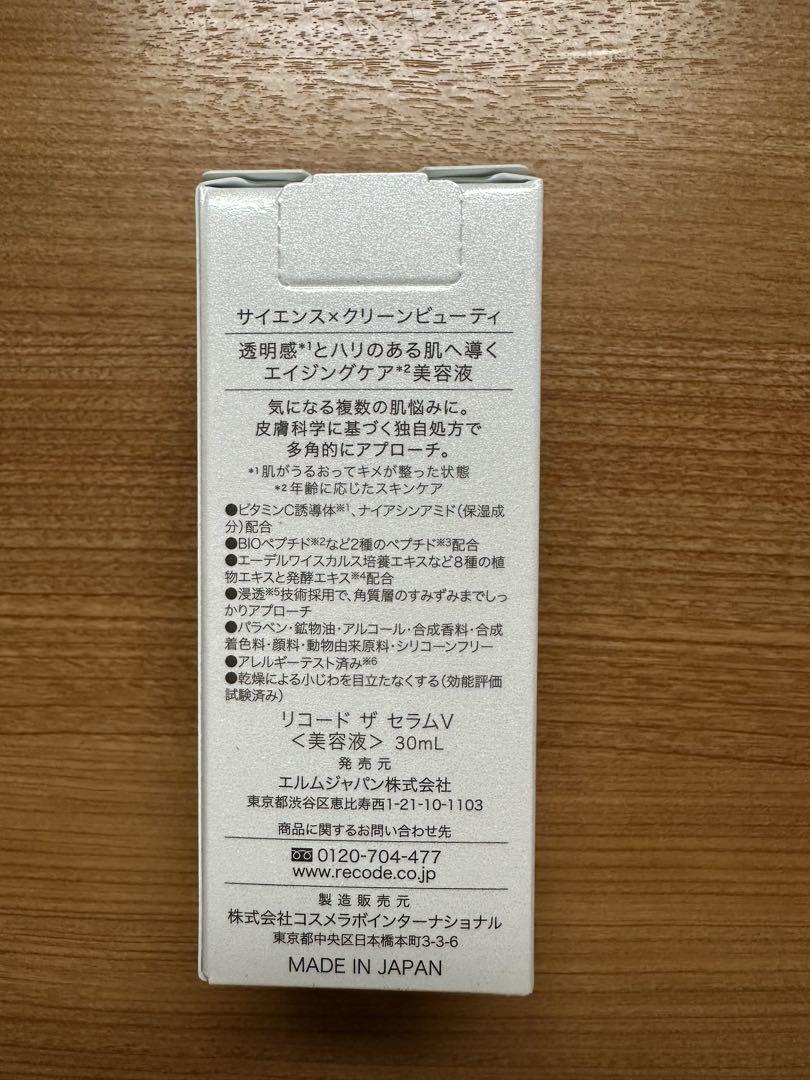 サイエンス×クリーンビューティ
透明感*1とハリのある肌へ導く
エイジングケア*2美容液
気になる複数の肌悩みに。
皮膚科学に基づく独自処方で
多角的にアプローチ。
*1肌がうるおってキメが整った状態
*2年齢に応じたスキンケア
●ビタミンC誘導体※1、ナイアシンアミド(保湿成
分)配合
●BIOペプチド※2など2種のペプチド※3配合
●エーデルワイスカルス培養エキスなど8種の植
物エキスと発酵エキス※4配合
●浸透※5技術採用で、角質層のすみずみまでしっ
かりアプローチ
●パラベン・鉱物油・アルコール・合成香料・合成
着色料・顔料・動物由来原料・シリコーンフリー
●アレルギーテスト済み※6
●乾燥による小じわを目立たなくする(効能評価
試験済み)
リコード ザ セラムV
<美容液> 30mL
発売元
エルムジャパン株式会社
東京都渋谷区恵比寿西1-21-10-1103
商品に関するお問い合わせ先
0120-704-477
www.recode.co.jp
製造販売元
株式会社コスメラボインターナショナル
東京都中央区日本橋本町3-3-6
MADE IN JAPAN